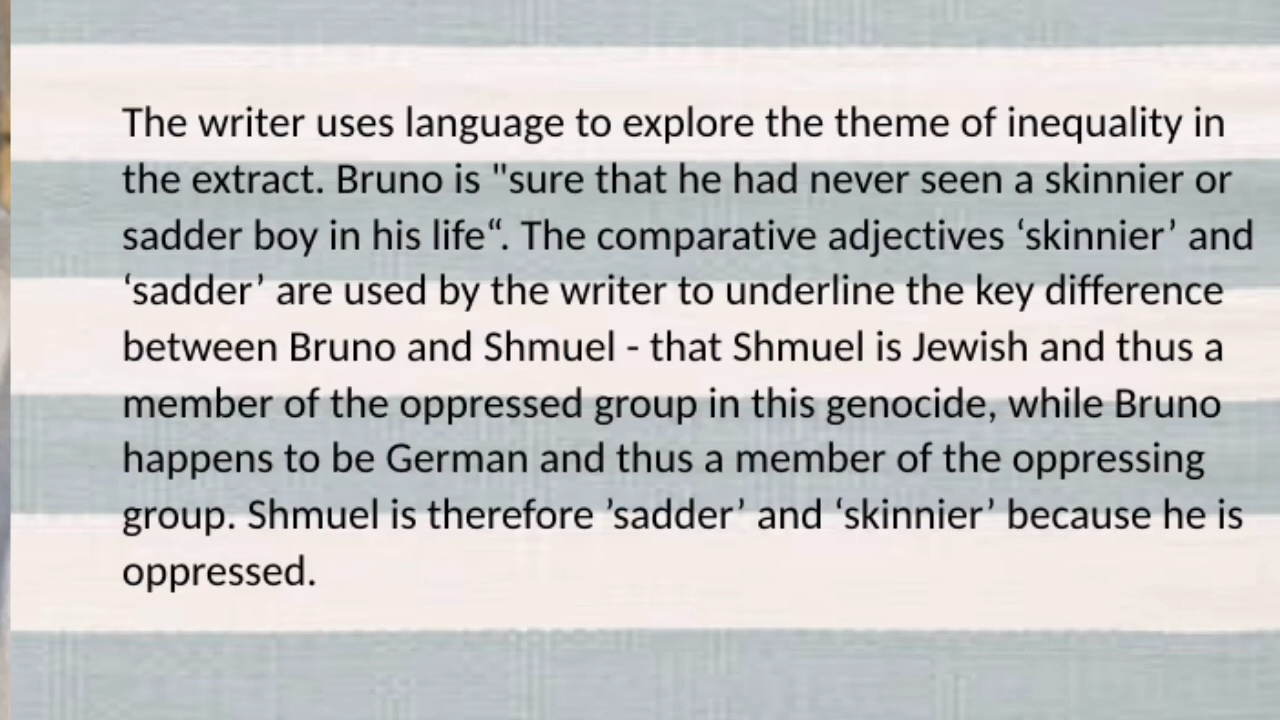 The writer uses language to explore the theme of inequality in
the extract. Bruno is "sure that he had never seen a skinnier or
sadder boy in his life“. The comparative adjectives ‘skinnier’ and
‘sadder’ are used by the writer to underline the key difference
between Bruno and Shmuel - that Shmuel is Jewish and thus a
member of the oppressed group in this genocide, while Bruno
happens to be German and thus a member of the oppressing
group. Shmuel is therefore ’sadder’ and ‘skinnier’ because he is
oppressed.